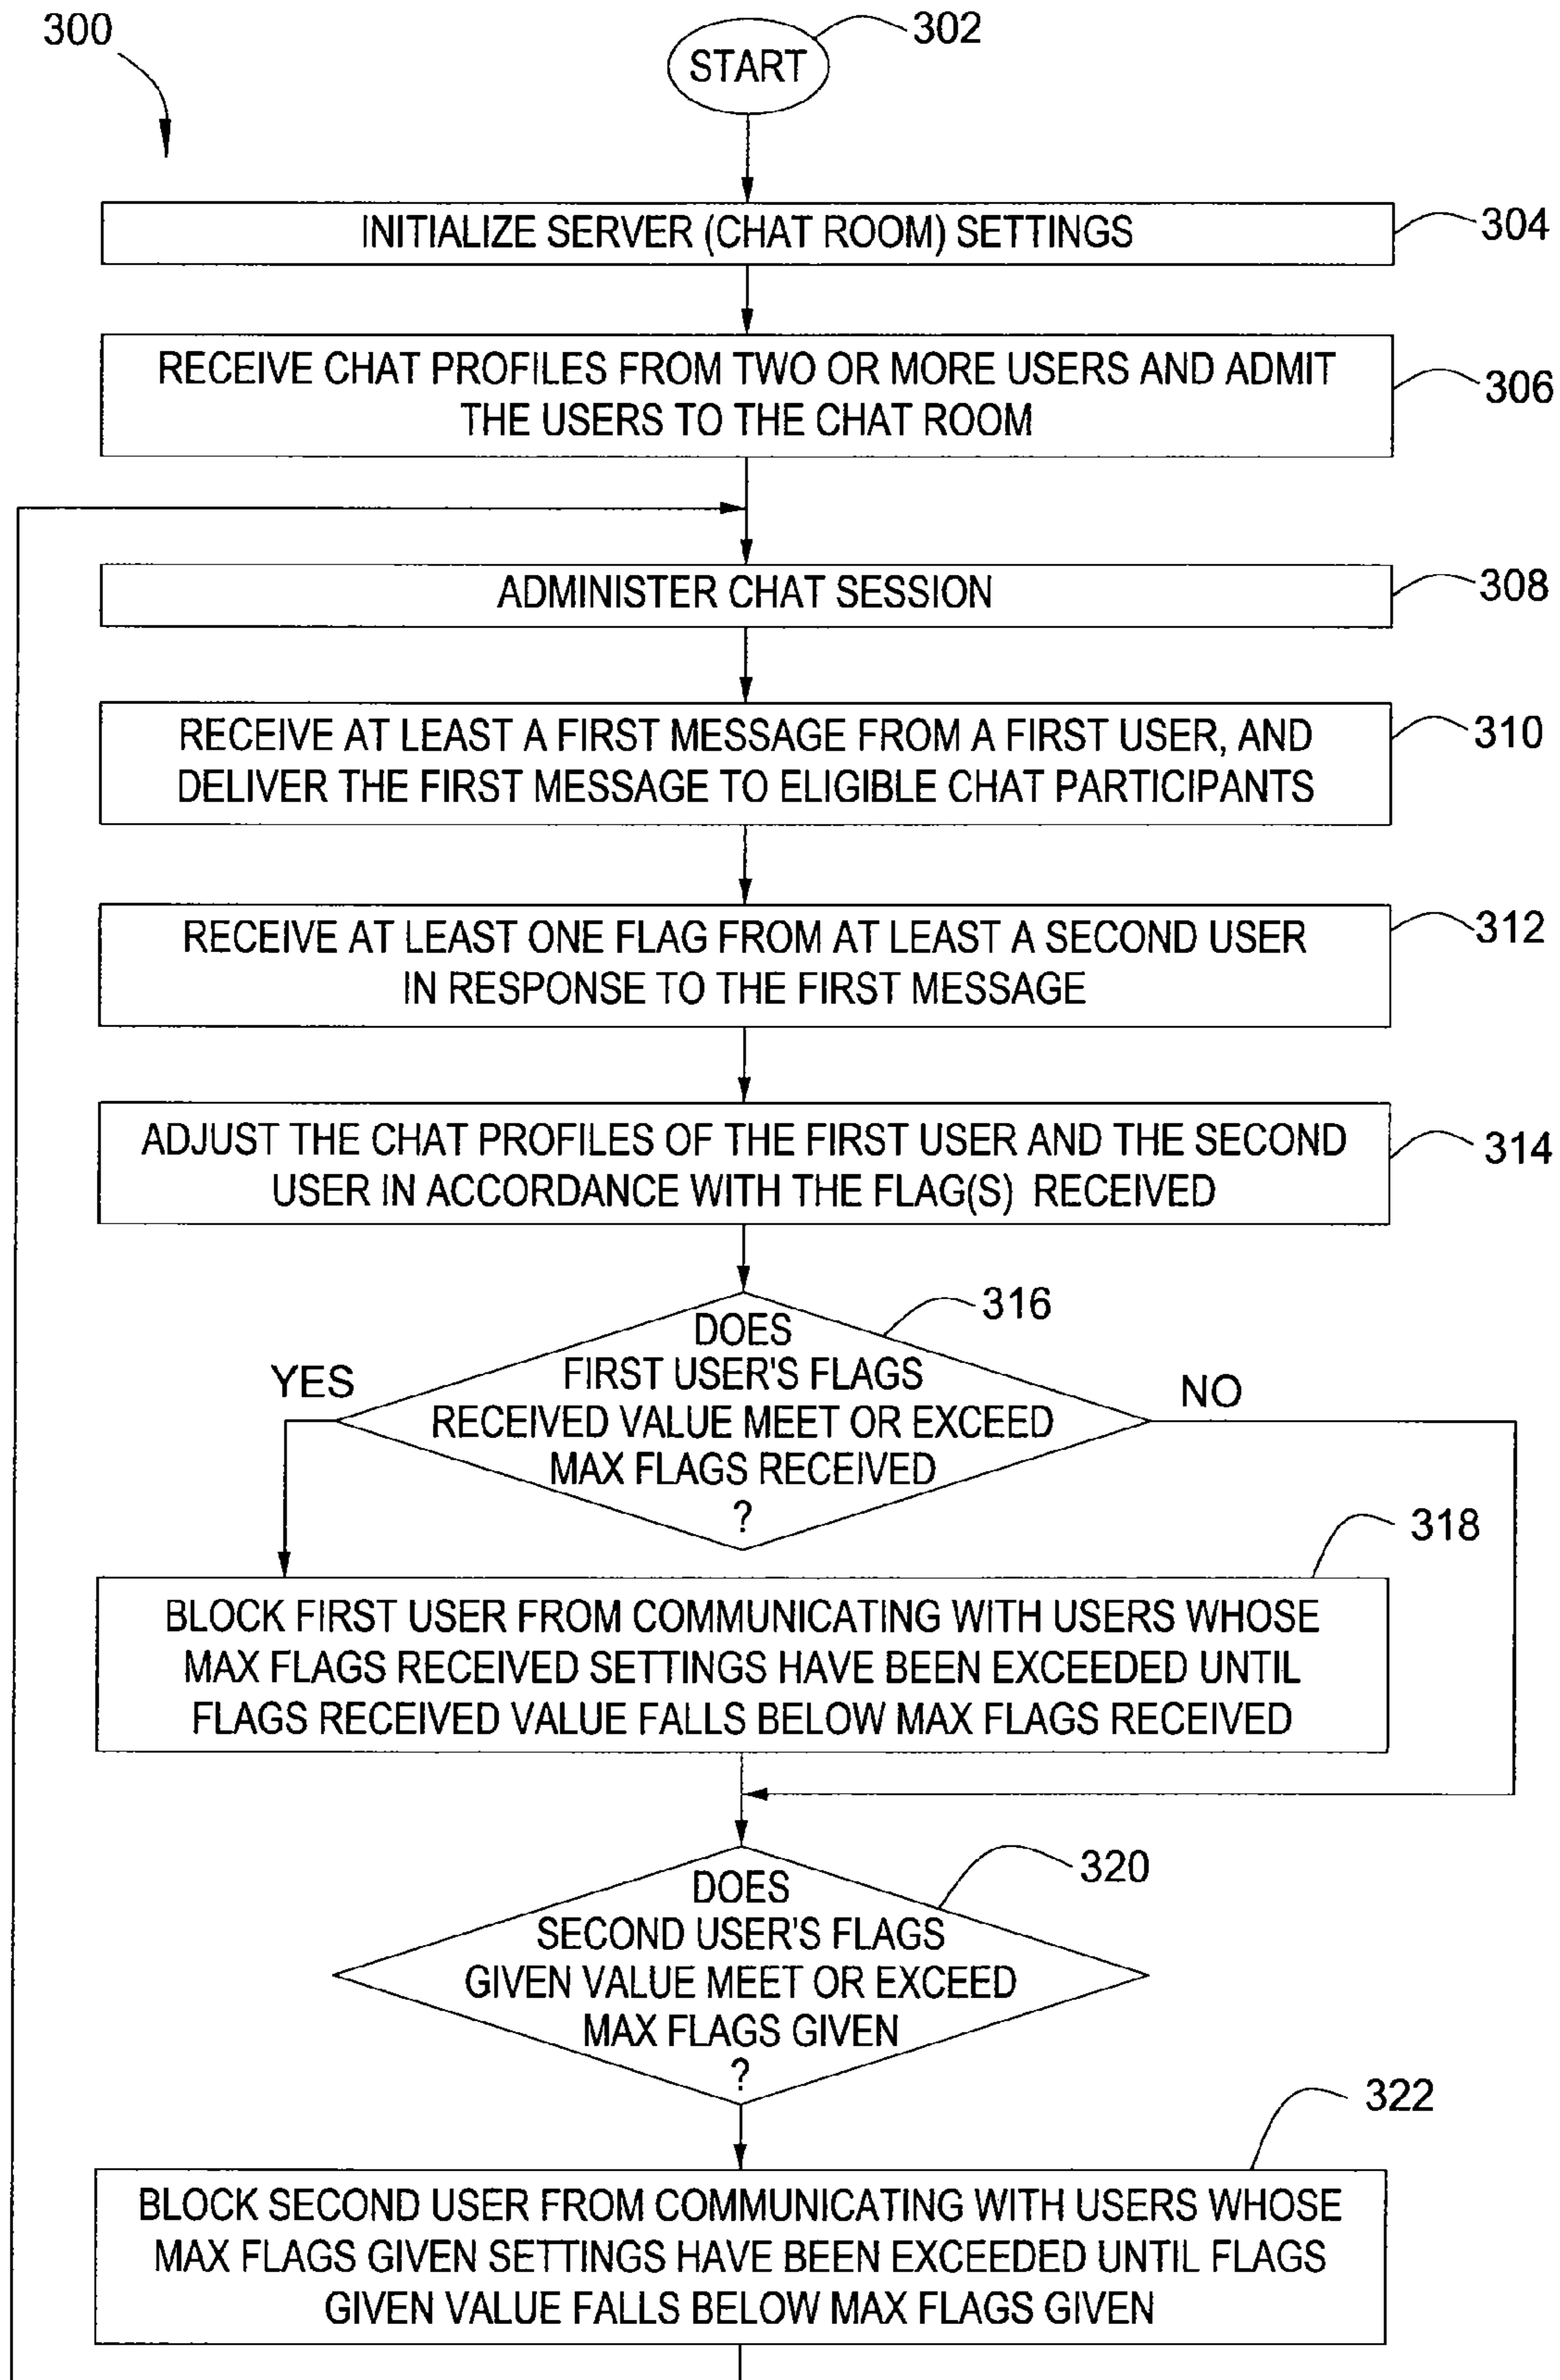 300
START
302
INITIALIZE SERVER (CHAT ROOM) SETTINGS
304
RECEIVE CHAT PROFILES FROM TWO OR MORE USERS AND ADMIT
THE USERS TO THE CHAT ROOM
306
ADMINISTER CHAT SESSION
308
RECEIVE AT LEAST A FIRST MESSAGE FROM A FIRST USER, AND
DELIVER THE FIRST MESSAGE TO ELIGIBLE CHAT PARTICIPANTS
310
RECEIVE AT LEAST ONE FLAG FROM AT LEAST A SECOND USER
IN RESPONSE TO THE FIRST MESSAGE
312
ADJUST THE CHAT PROFILES OF THE FIRST USER AND THE SECOND
USER IN ACCORDANCE WITH THE FLAG(S) RECEIVED
314
316
DOES
FIRST USER'S FLAGS
RECEIVED VALUE MEET OR EXCEED
MAX FLAGS RECEIVED
?
YES
NO
318
BLOCK FIRST USER FROM COMMUNICATING WITH USERS WHOSE
MAX FLAGS RECEIVED SETTINGS HAVE BEEN EXCEEDED UNTIL
FLAGS RECEIVED VALUE FALLS BELOW MAX FLAGS RECEIVED
320
DOES
SECOND USER'S FLAGS
GIVEN VALUE MEET OR EXCEED
MAX FLAGS GIVEN
?
322
BLOCK SECOND USER FROM COMMUNICATING WITH USERS WHOSE
MAX FLAGS GIVEN SETTINGS HAVE BEEN EXCEEDED UNTIL FLAGS
GIVEN VALUE FALLS BELOW MAX FLAGS GIVEN